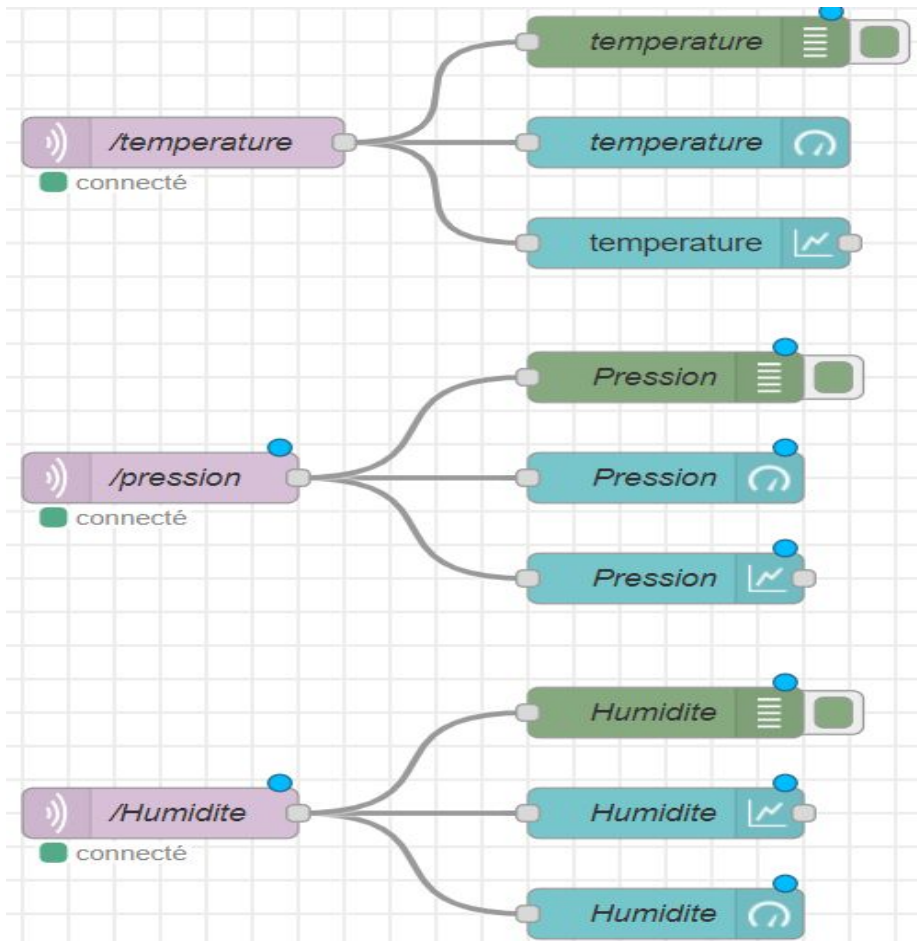 temperature
/temperature
temperature
connecté
temperature
Pression
/pression
Pression
connecté
Pression
Humidite
/Humidite
Humidite
connecté
Humidite